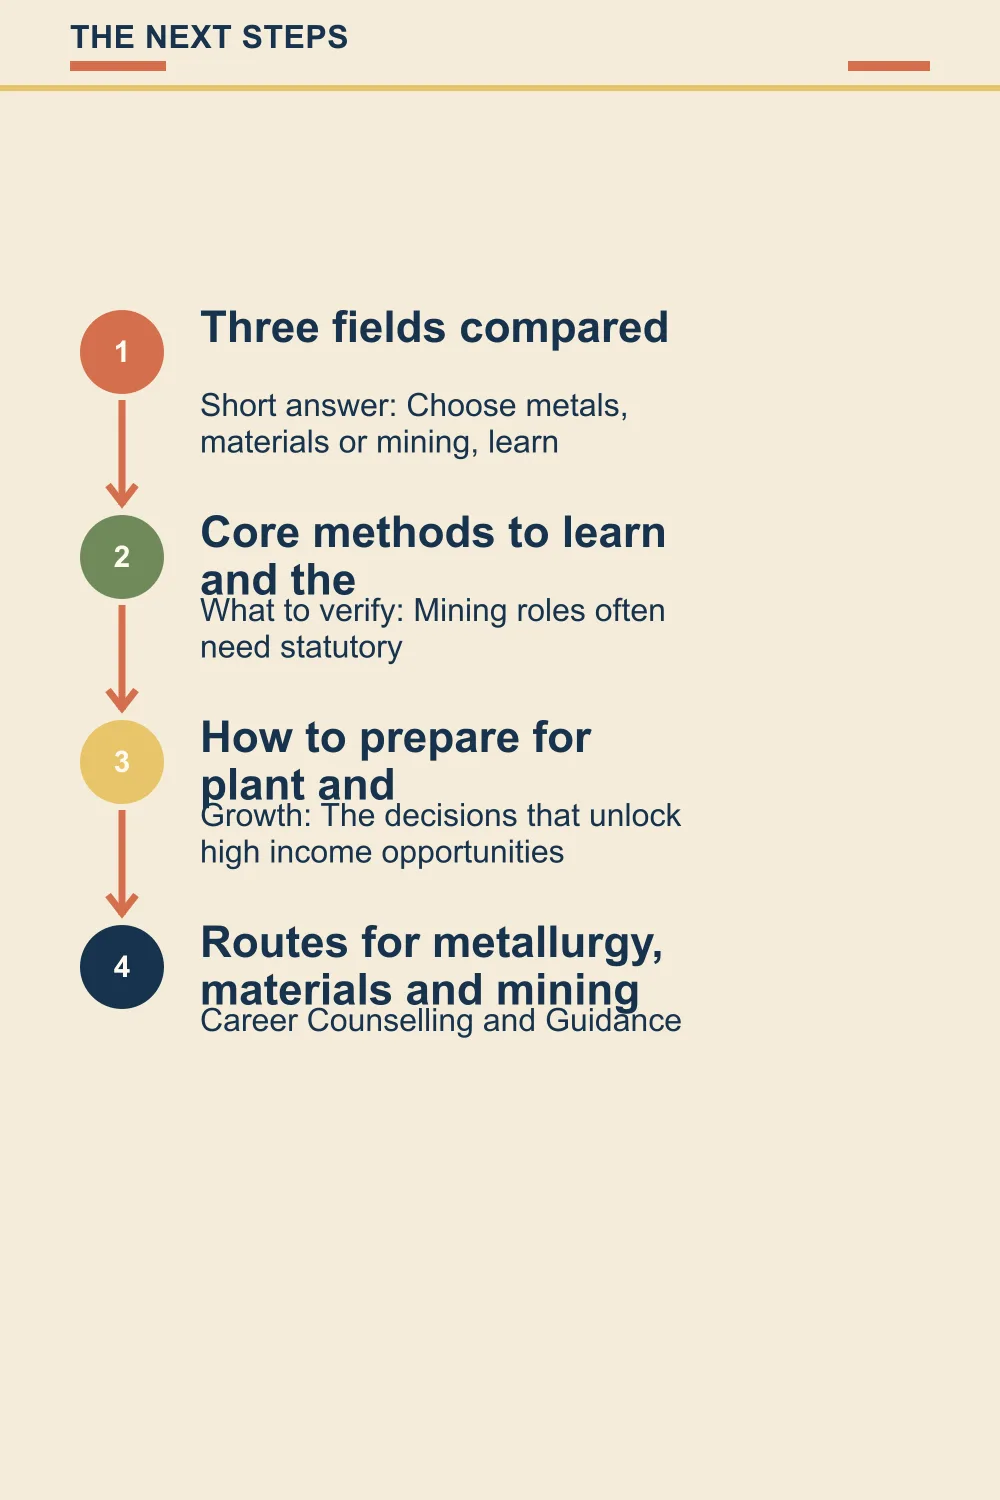 THE NEXT STEPS
1
Three fields compared
Short answer: Choose metals,
materials or mining, learn
2
Core methods to learn
and the
What to verify: Mining roles often
need statutory
3
How to prepare for
plant and
Growth: The decisions that unlock
high income opportunities
4
Routes for metallurgy,
materials and mining
Career Counselling and Guidance